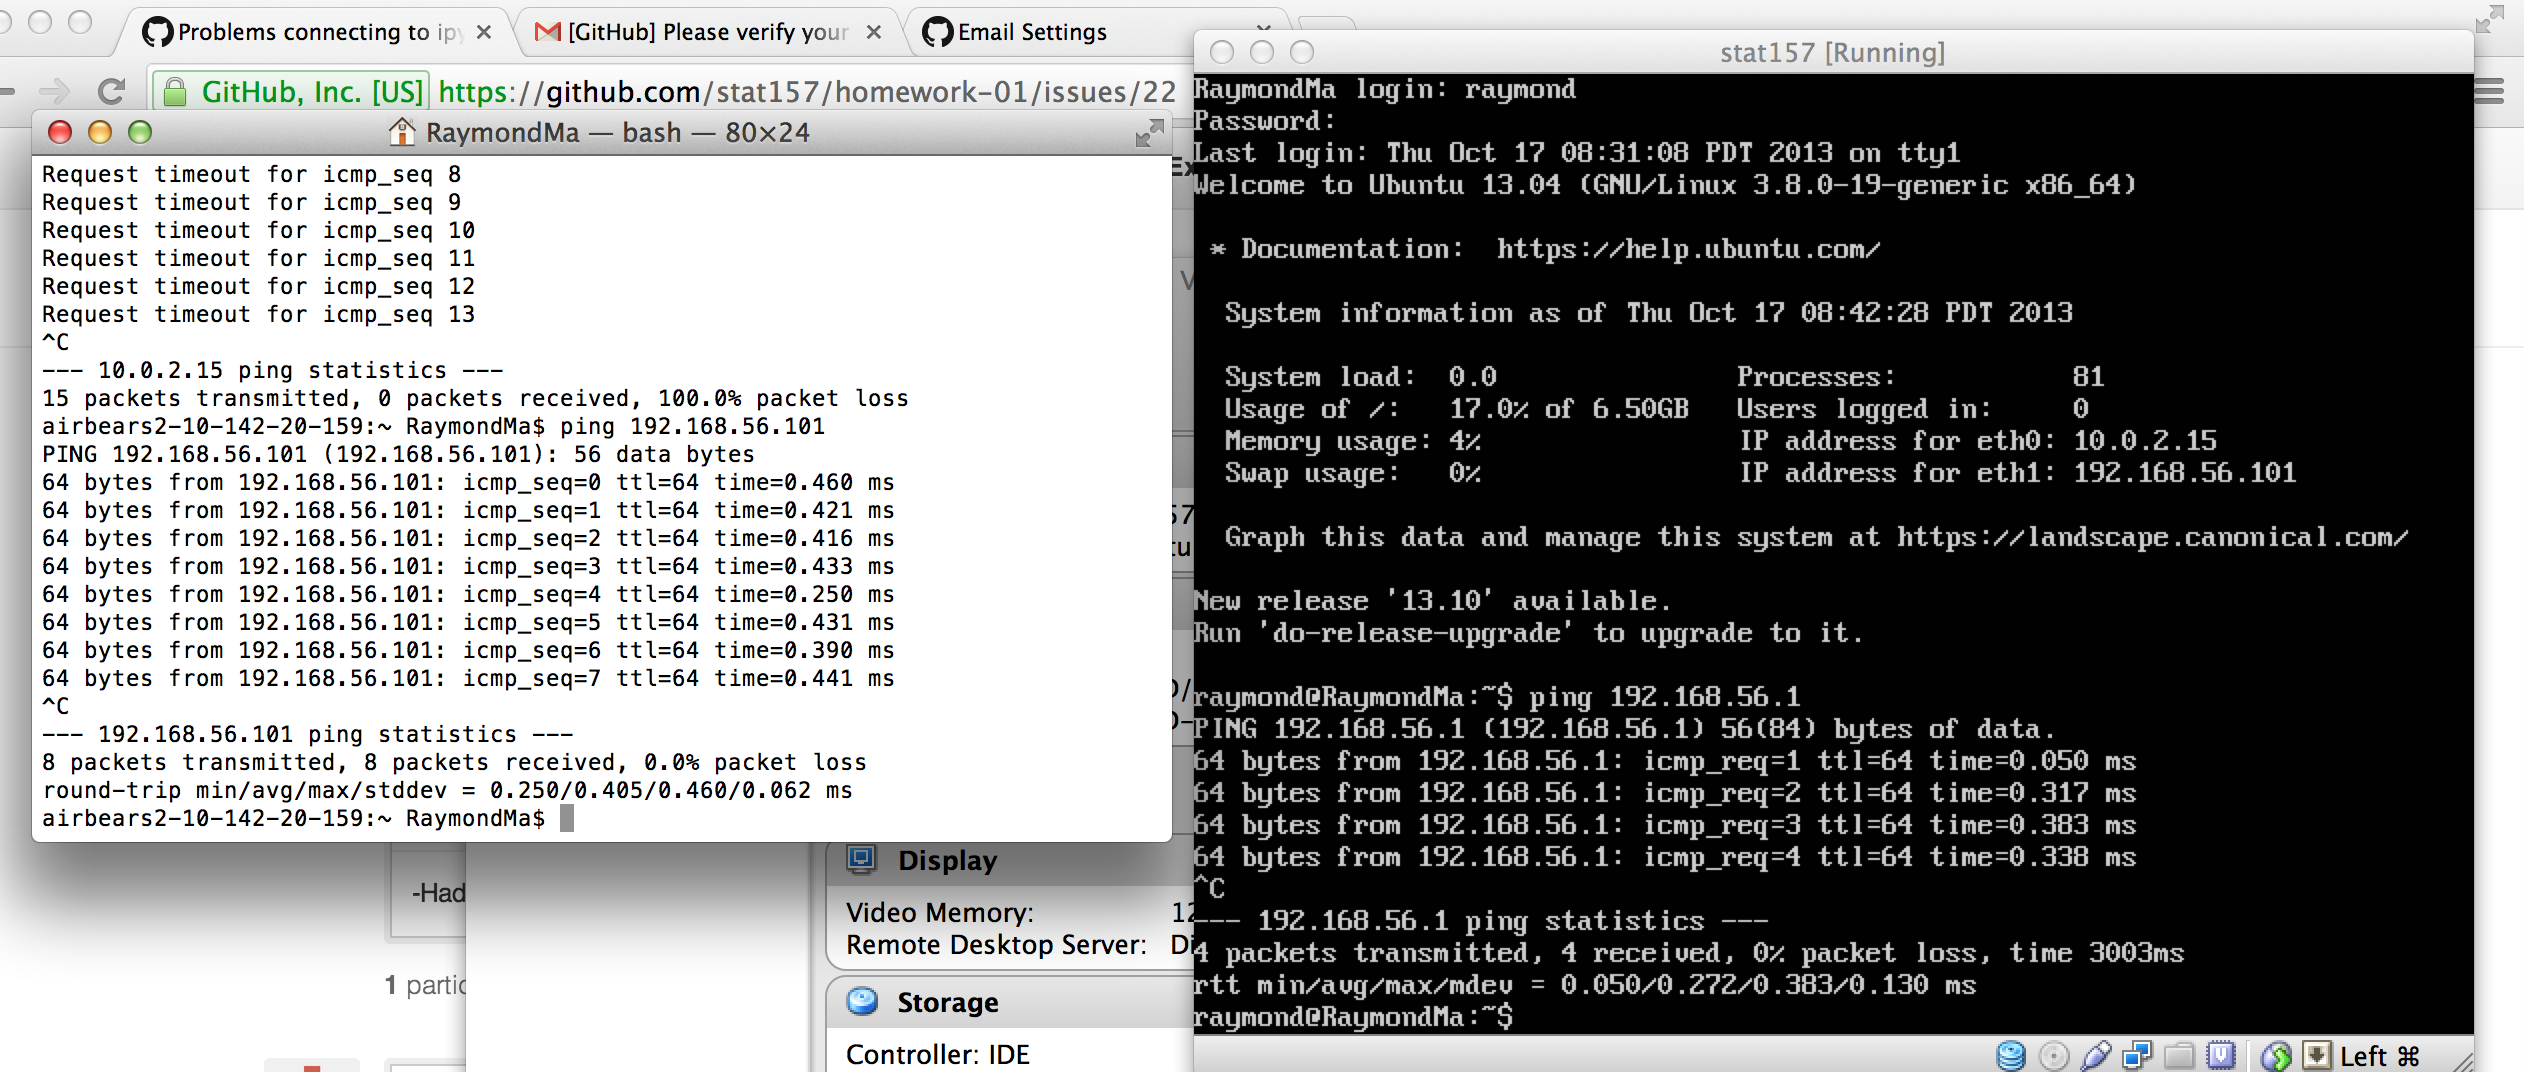 Problems connecting to ipy
[GitHub] Please verify your
Email Settings
GitHub, Inc. [US] https://github.com/stat157/homework-01/issues/22
RaymondMa — bash — 80×24
Request timeout for icmp_seq 8
Request timeout for icmp_seq 9
Request timeout for icmp_seq 10
Request timeout for icmp_seq 11
Request timeout for icmp_seq 12
Request timeout for icmp_seq 13
^C
--- 10.0.2.15 ping statistics ---
15 packets transmitted, 0 packets received, 100.0% packet loss
airbears2-10-142-20-159:~ RaymondMa$ ping 192.168.56.101
PING 192.168.56.101 (192.168.56.101): 56 data bytes
64 bytes from 192.168.56.101: icmp_seq=0 ttl=64 time=0.460 ms
64 bytes from 192.168.56.101: icmp_seq=1 ttl=64 time=0.421 ms
64 bytes from 192.168.56.101: icmp_seq=2 ttl=64 time=0.416 ms
64 bytes from 192.168.56.101: icmp_seq=3 ttl=64 time=0.433 ms
64 bytes from 192.168.56.101: icmp_seq=4 ttl=64 time=0.250 ms
64 bytes from 192.168.56.101: icmp_seq=5 ttl=64 time=0.431 ms
64 bytes from 192.168.56.101: icmp_seq=6 ttl=64 time=0.390 ms
64 bytes from 192.168.56.101: icmp_seq=7 ttl=64 time=0.441 ms
^C
--- 192.168.56.101 ping statistics ---
8 packets transmitted, 8 packets received, 0.0% packet loss
round-trip min/avg/max/stddev = 0.250/0.405/0.460/0.062 ms
airbears2-10-142-20-159:~ RaymondMa$
-Had
1 partic
Display
Video Memory: 12
Remote Desktop Server: Di
Storage
Controller: IDE
stat157 [Running]
RaymondMa login: raymond
Password:
Last login: Thu Oct 17 08:31:08 PDT 2013 on tty1
Welcome to Ubuntu 13.04 (GNU/Linux 3.8.0-19-generic x86_64)
* Documentation: https://help.ubuntu.com/
System information as of Thu Oct 17 08:42:28 PDT 2013
System load: 0.0 Processes: 81
Usage of /: 17.0% of 6.50GB Users logged in: 0
Memory usage: 4% IP address for eth0: 10.0.2.15
Swap usage: 0% IP address for eth1: 192.168.56.101
Graph this data and manage this system at https://landscape.canonical.com/
New release '13.10' available.
Run 'do-release-upgrade' to upgrade to it.
raymond@RaymondMa:~$ ping 192.168.56.1
PING 192.168.56.1 (192.168.56.1) 56(84) bytes of data.
64 bytes from 192.168.56.1: icmp_req=1 ttl=64 time=0.050 ms
64 bytes from 192.168.56.1: icmp_req=2 ttl=64 time=0.317 ms
64 bytes from 192.168.56.1: icmp_req=3 ttl=64 time=0.383 ms
64 bytes from 192.168.56.1: icmp_req=4 ttl=64 time=0.338 ms
^C
--- 192.168.56.1 ping statistics ---
4 packets transmitted, 4 received, 0% packet loss, time 3003ms
rtt min/avg/max/mdev = 0.050/0.272/0.383/0.130 ms
raymond@RaymondMa:~$
Left ⌘